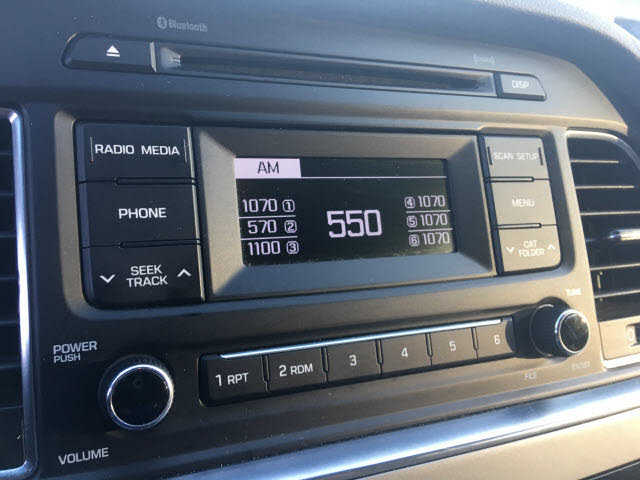 Bluetooth
DISP
RADIO MEDIA
SCAN SETUP
AM
PHONE
MENU
1070 1
570 2
1100 3
550
4 1070
5 1070
6 1070
SEEK
TRACK
CAT
FOLDER
POWER
PUSH
TUNE
1 RPT
2 RDM
3
4
5
6
FILE
ENTER
VOLUME